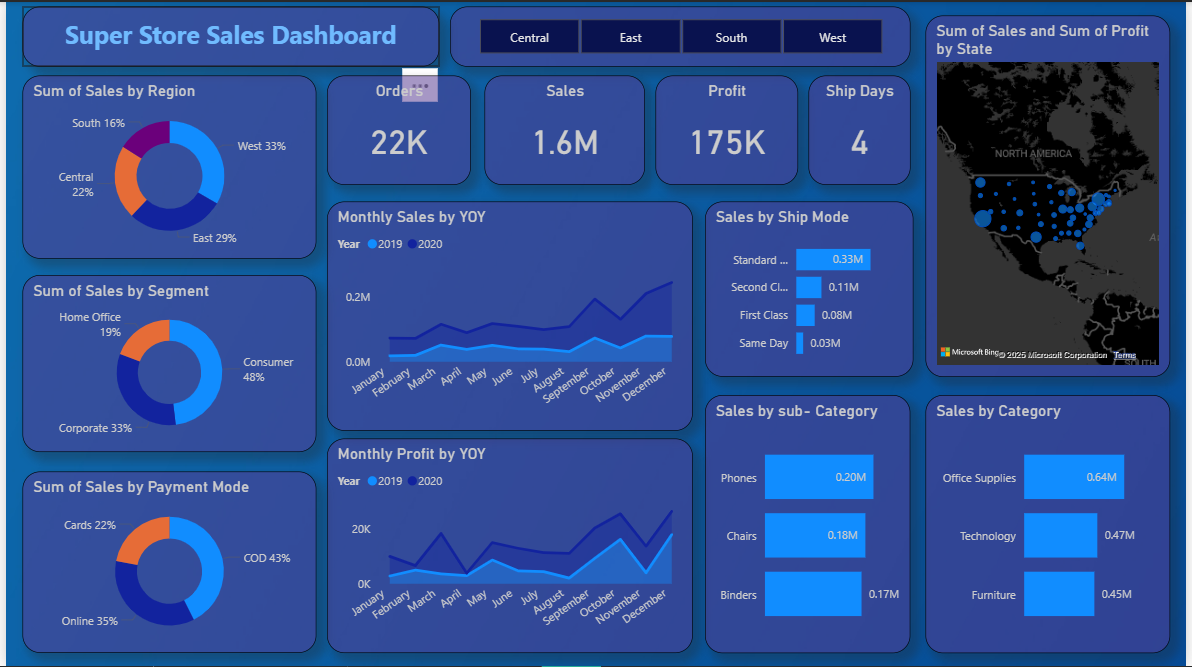 Super Store Sales Dashboard
Central
East
South
West
Sum of Sales and Sum of Profit
by State
NORTH AMERICA
Microsoft Bing
© 2025 Microsoft Corporation
Terms
SOUTH
Sum of Sales by Region
South 16%
West 33%
Central
22%
East 29%
Orders
22K
Sales
1.6M
Profit
175K
Ship Days
4
Monthly Sales by YOY
Year 2019 2020
0.2M
0.0M
January
February
March
April
May
June
July
August
September
October
November
December
Sales by Ship Mode
Standard ...
0.33M
Second Cl...
0.11M
First Class
0.08M
Same Day
0.03M
Sum of Sales by Segment
Home Office
19%
Consumer
48%
Corporate 33%
Monthly Profit by YOY
Year 2019 2020
20K
0K
January
February
March
April
May
June
July
August
September
October
November
December
Sales by sub- Category
Phones
0.20M
Chairs
0.18M
Binders
0.17M
Sales by Category
Office Supplies
0.64M
Technology
0.47M
Furniture
0.45M
Sum of Sales by Payment Mode
Cards 22%
COD 43%
Online 35%